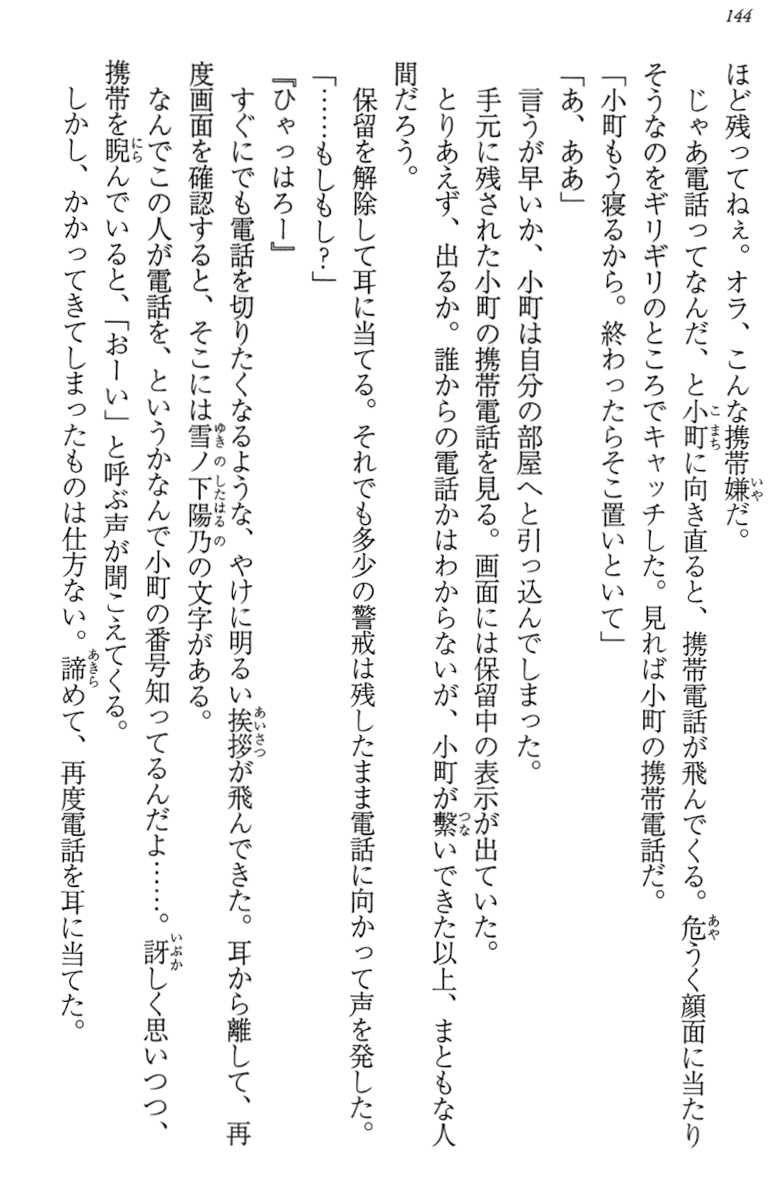 144
ほど残ってねぇ。オラ、こんな携帯嫌だ。
じゃあ電話ってなんだ、と小町に向き直ると、携帯電話が飛んでくる。危うく顔面に当たり
そうなのをギリギリのところでキャッチした。見れば小町の携帯電話だ。
「小町もう寝るから。終わったらそこ置いといて」
「あ、ああ」
言うが早いか、小町は自分の部屋へと引っ込んでしまった。
手元に残された小町の携帯電話を見る。画面には保留中の表示が出ていた。
とりあえず、出るか。誰からの電話かはわからないが、小町が繫いできた以上、まともな人
間だろう。
保留を解除して耳に当てる。それでも多少の警戒は残したまま電話に向かって声を発した。
「……もしもし?」
『ひゃっはろー』
すぐにでも電話を切りたくなるような、やけに明るい挨拶が飛んできた。耳から離して、再
度画面を確認すると、そこには雪ノ下陽乃の文字がある。
なんでこの人が電話を、というかなんで小町の番号知ってるんだよ……。訝しく思いつつ、
携帯を睨んでいると、「おーい」と呼ぶ声が聞こえてくる。
しかし、かかってきてしまったものは仕方ない。諦めて、再度電話を耳に当てた。